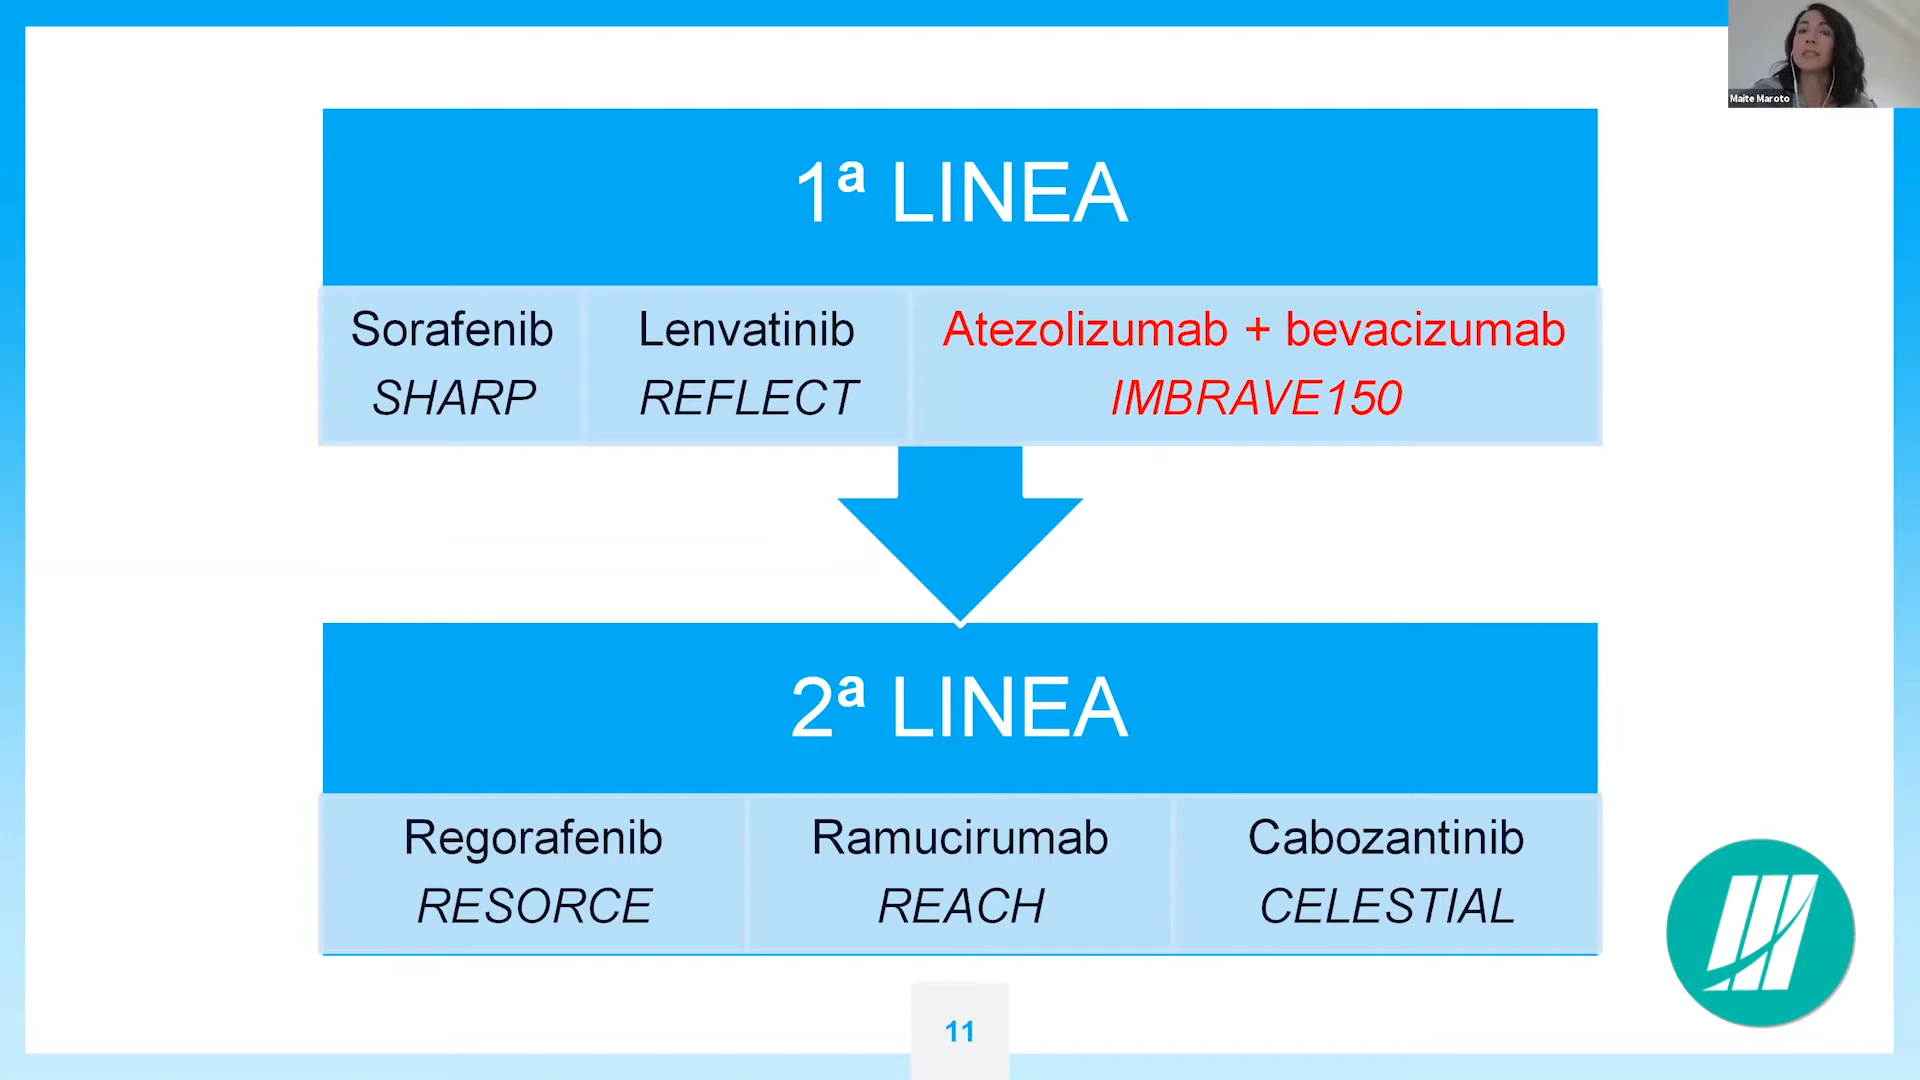 Maite Maroto
1ª LINEA
Sorafenib
SHARP
Lenvatinib
REFLECT
Atezolizumab + bevacizumab
IMBRAVE150
2ª LINEA
Regorafenib
RESORCE
Ramucirumab
REACH
Cabozantinib
CELESTIAL
11